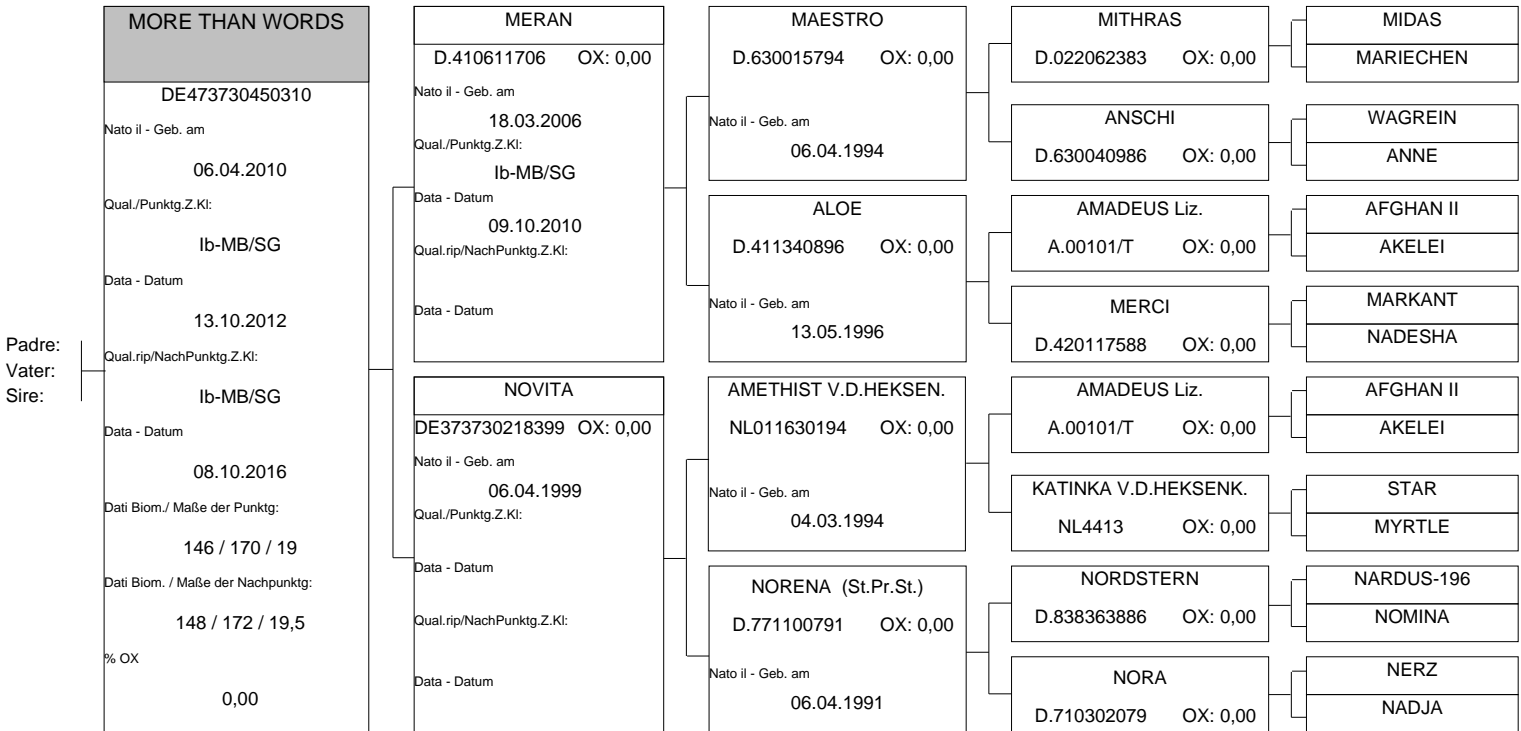 Padre:
Vater:
Sire:
MORE THAN WORDS
DE473730450310
Nato il - Geb. am
06.04.2010
Qual./Punktg.Z.Kl:
Ib-MB/SG
Data - Datum
13.10.2012
Qual.rip/NachPunktg.Z.Kl:
Ib-MB/SG
Data - Datum
08.10.2016
Dati Biom./ Maße der Punktg:
146 / 170 / 19
Dati Biom. / Maße der Nachpunktg:
148 / 172 / 19,5
% OX
0,00
MERAN
D.410611706 OX: 0,00
Nato il - Geb. am
18.03.2006
Qual./Punktg.Z.Kl:
Ib-MB/SG
Data - Datum
09.10.2010
Qual.rip/NachPunktg.Z.Kl:
Data - Datum
NOVITA
DE373730218399 OX: 0,00
Nato il - Geb. am
06.04.1999
Qual./Punktg.Z.Kl:
Data - Datum
Qual.rip/NachPunktg.Z.Kl:
Data - Datum
MAESTRO
D.630015794 OX: 0,00
Nato il - Geb. am
06.04.1994
ALOE
D.411340896 OX: 0,00
Nato il - Geb. am
13.05.1996
AMETHIST V.D.HEKSEN.
NL011630194 OX: 0,00
Nato il - Geb. am
04.03.1994
NORENA (St.Pr.St.)
D.771100791 OX: 0,00
Nato il - Geb. am
06.04.1991
MITHRAS
D.022062383 OX: 0,00
ANSCHI
D.630040986 OX: 0,00
AMADEUS Liz.
A.00101/T OX: 0,00
MERCI
D.420117588 OX: 0,00
AMADEUS Liz.
A.00101/T OX: 0,00
KATINKA V.D.HEKSENK.
NL4413 OX: 0,00
NORDSTERN
D.838363886 OX: 0,00
NORA
D.710302079 OX: 0,00
MIDAS
MARIECHEN
WAGREIN
ANNE
AFGHAN II
AKELEI
MARKANT
NADESHA
AFGHAN II
AKELEI
STAR
MYRTLE
NARDUS-196
NOMINA
NERZ
NADJA